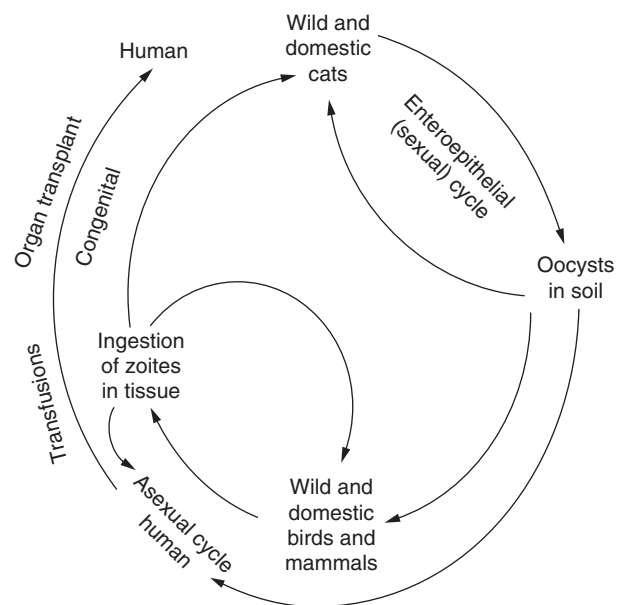 Human
Wild and
domestic
cats
Enteroepithelial
(sexual) cycle
Organ transplant
Congenital
Transfusions
Oocysts
in soil
Ingestion
of zoites
in tissue
Wild and
domestic
birds and
mammals
Asexual cycle
human